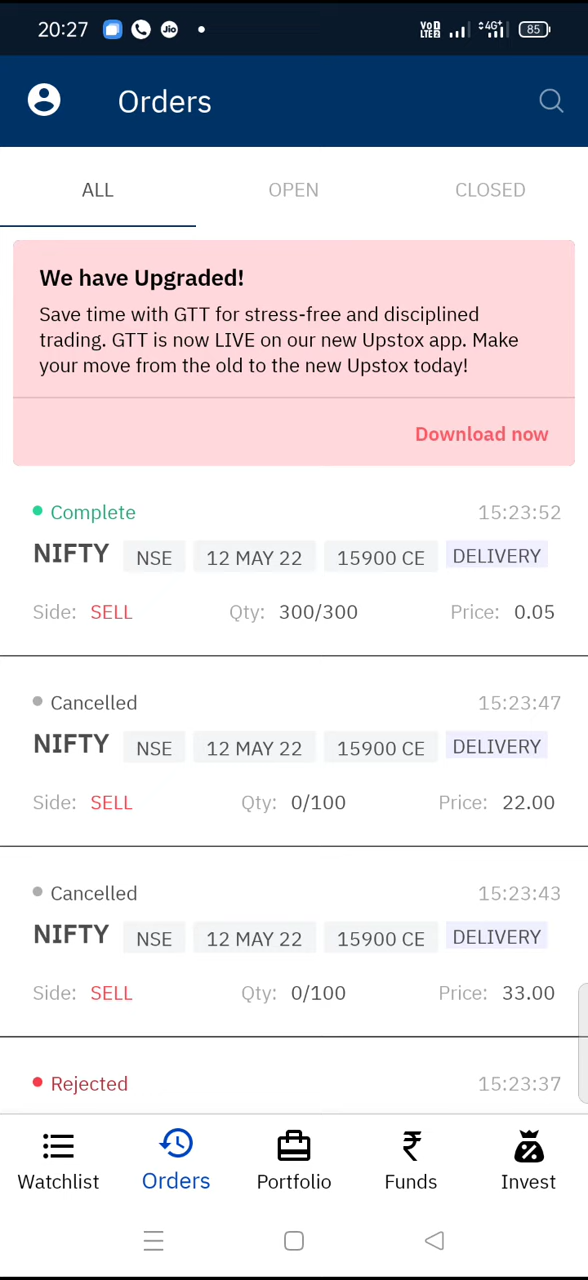 20:27 Jio VoD LTE2 4G+ 85
Orders
ALL OPEN CLOSED
We have Upgraded!
Save time with GTT for stress-free and disciplined
trading. GTT is now LIVE on our new Upstox app. Make
your move from the old to the new Upstox today!
Download now
Complete 15:23:52
NIFTY NSE 12 MAY 22 15900 CE DELIVERY
Side: SELL Qty: 300/300 Price: 0.05
Cancelled 15:23:47
NIFTY NSE 12 MAY 22 15900 CE DELIVERY
Side: SELL Qty: 0/100 Price: 22.00
Cancelled 15:23:43
NIFTY NSE 12 MAY 22 15900 CE DELIVERY
Side: SELL Qty: 0/100 Price: 33.00
Rejected 15:23:37
Watchlist Orders Portfolio Funds Invest